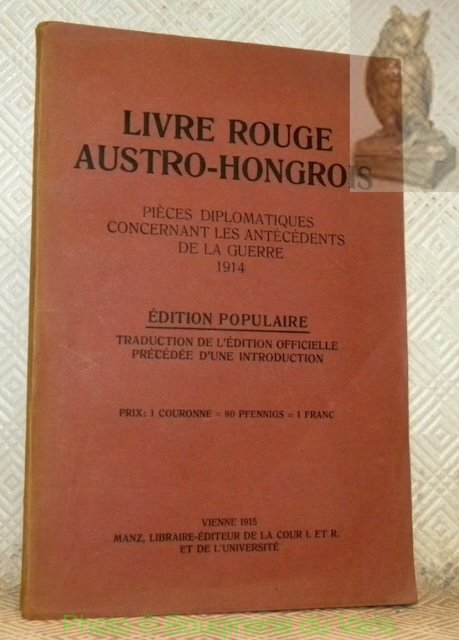 LIVRE ROUGE
AUSTRO-HONGROIS
PIÈCES DIPLOMATIQUES
CONCERNANT LES ANTÉCÉDENTS
DE LA GUERRE
1914
ÉDITION POPULAIRE
TRADUCTION DE L'ÉDITION OFFICIELLE
PRÉCÉDÉE D'UNE INTRODUCTION
PRIX: 1 COURONNE = 80 PFENNIGS = 1 FRANC
VIENNE 1915
MANZ, LIBRAIRE-ÉDITEUR DE LA COUR I. ET R.
ET DE L'UNIVERSITÉ
Photo © Bouquinerie du Varis